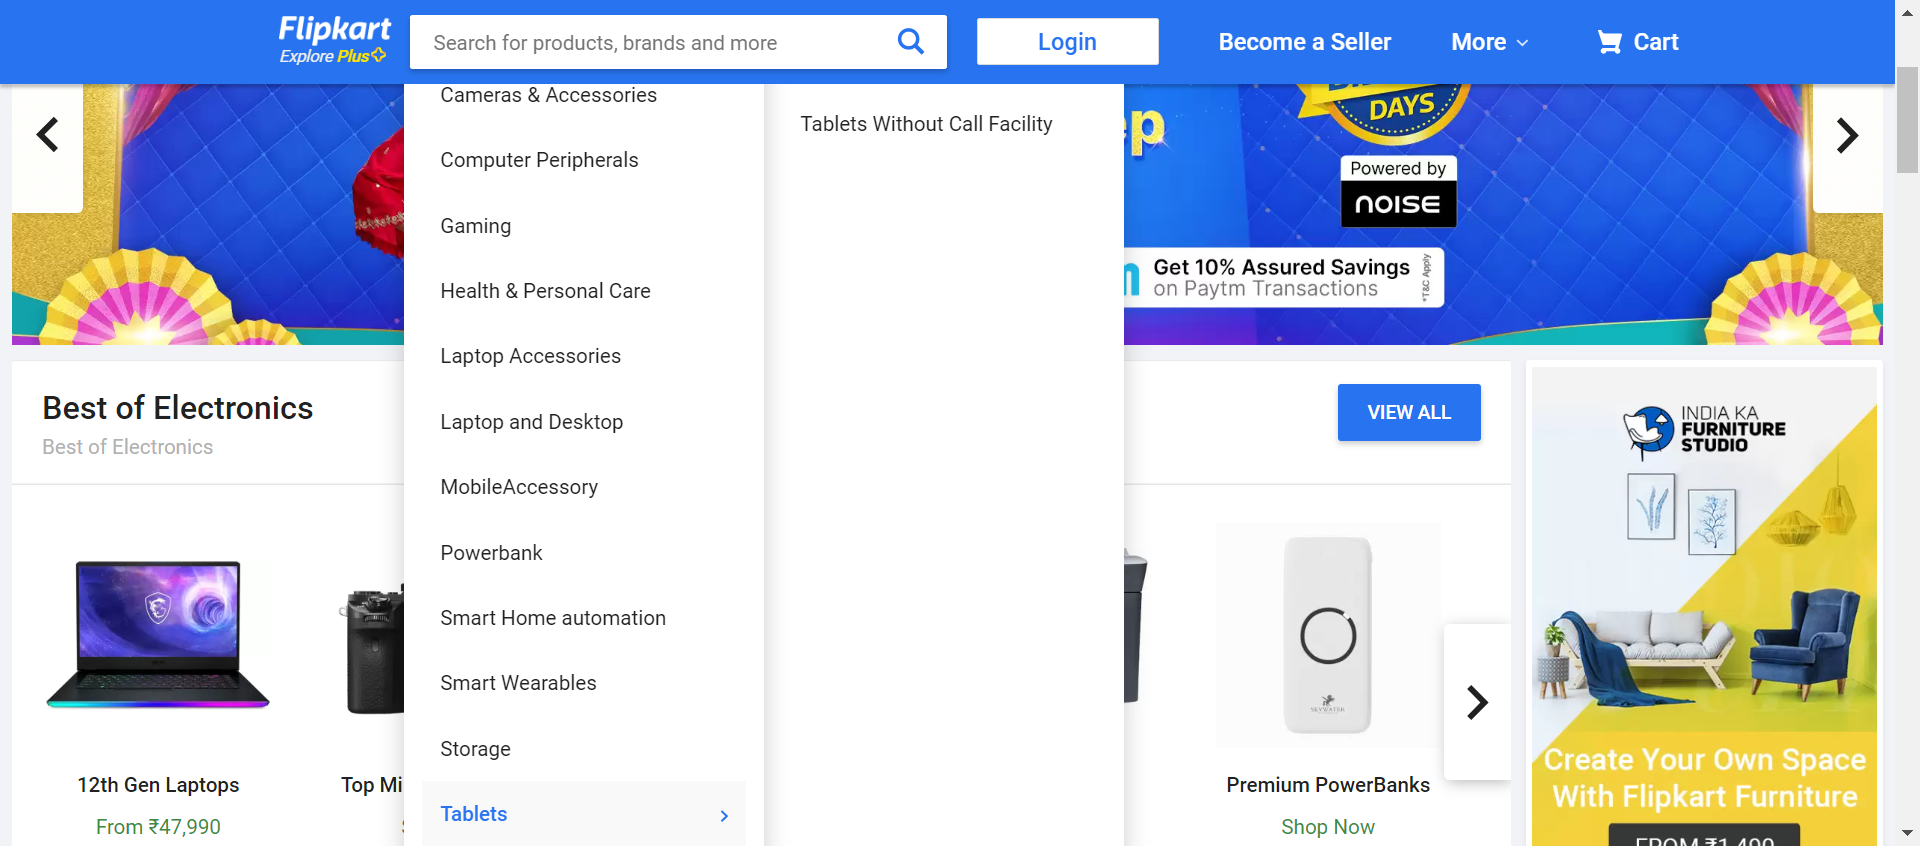 Flipkart
Explore Plus
Search for products, brands and more
Login
Become a Seller
More
Cart
Cameras & Accessories
Computer Peripherals
Gaming
Health & Personal Care
Laptop Accessories
Laptop and Desktop
MobileAccessory
Powerbank
Smart Home automation
Smart Wearables
Storage
Tablets
Tablets Without Call Facility
DAYS
Powered by
NOISE
Get 10% Assured Savings
on Paytm Transactions
*T&C Apply
Best of Electronics
Best of Electronics
VIEW ALL
12th Gen Laptops
From ₹47,990
Top Mi
SKYWATER
Premium PowerBanks
Shop Now
INDIA KA
FURNITURE
STUDIO
Create Your Own Space
With Flipkart Furniture
FROM ₹1,490